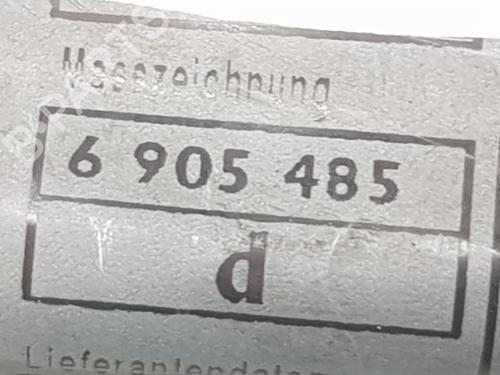 Masszeichnung
6 905 485
d
Lieferantendaten